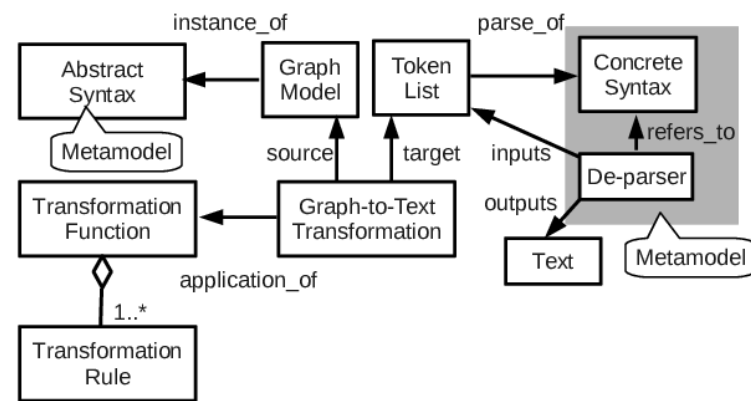 instance_of
parse_of
Abstract
Syntax
Graph
Model
Token
List
Concrete
Syntax
Metamodel
source
target
inputs
refers_to
De-parser
outputs
Transformation
Function
Graph-to-Text
Transformation
Text
Metamodel
application_of
1..*
Transformation
Rule